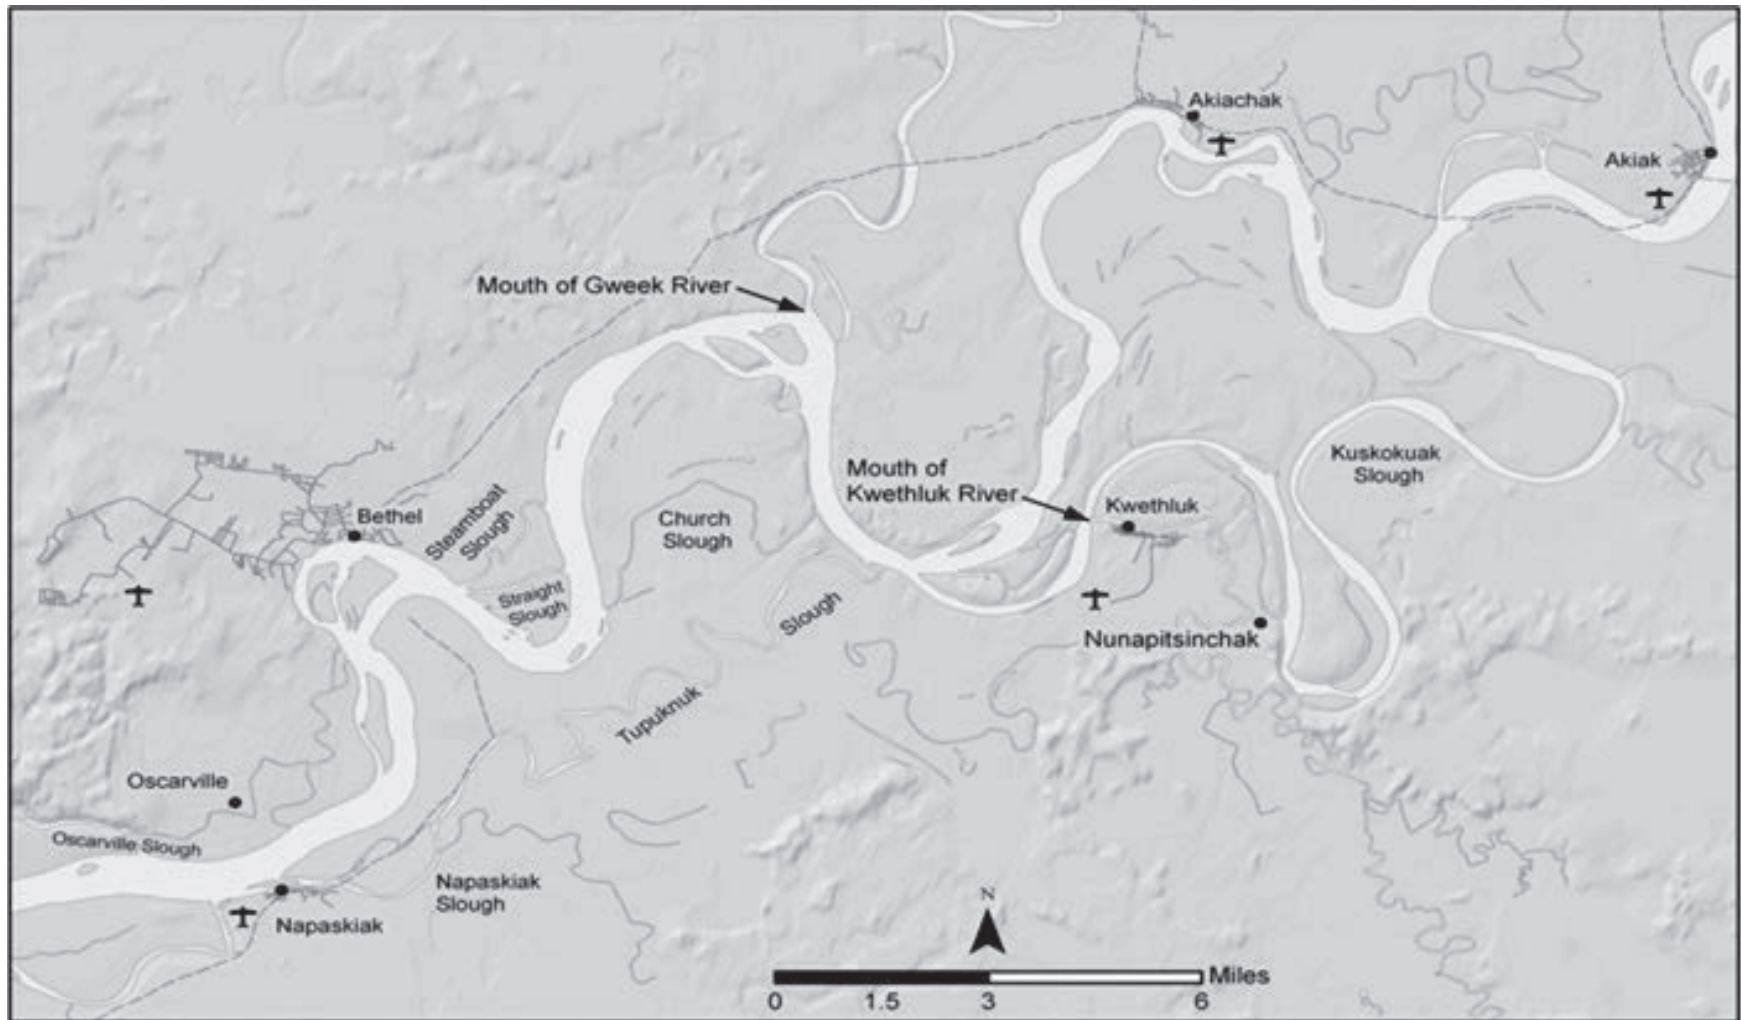 Akiachak
Akiak
Mouth of Gweek River
Mouth of
Kwethluk River
Kwethluk
Kuskokuak
Slough
Bethel
Steamboat
Slough
Church
Slough
Straight
Slough
Slough
Nunapitsinchak
Tupuknuk
Oscarville
Oscarville Slough
Napaskiak
Slough
Napaskiak
N
Miles
0 1.5 3 6